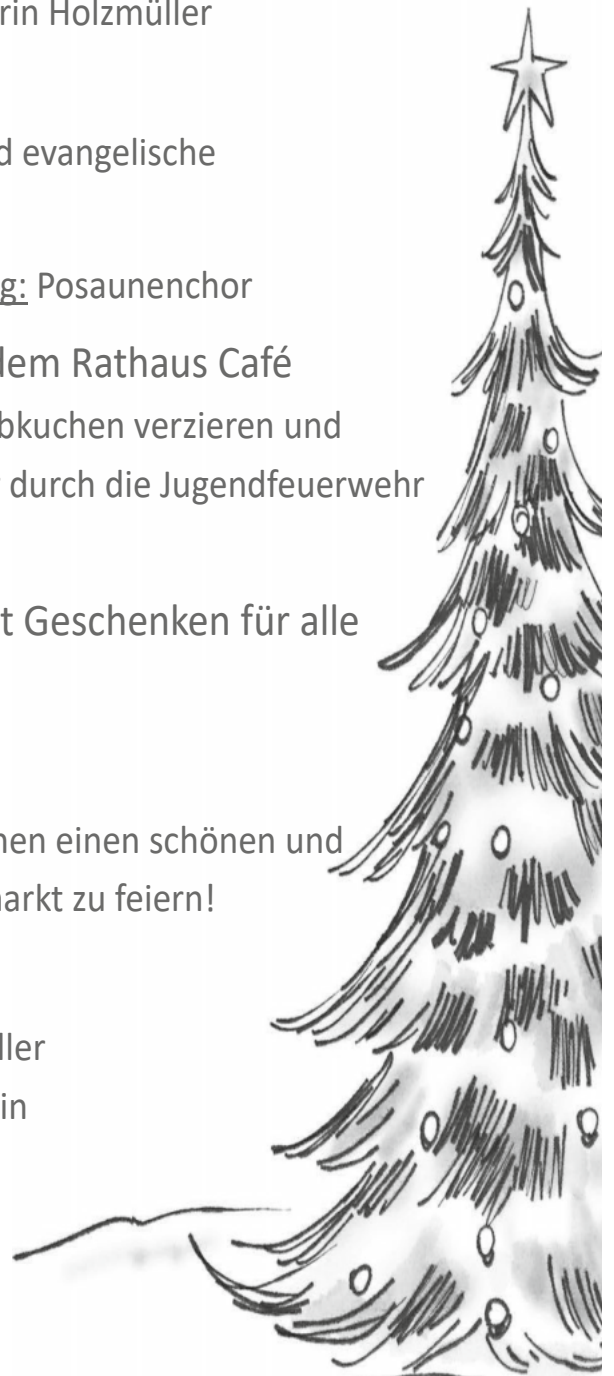 rin Holzmüller
d evangelische
g: Posaunenchor
dem Rathaus Café
bkuchen verzieren und
durch die Jugendfeuerwehr
t Geschenken für alle
nen einen schönen und
arkt zu feiern!
ller
in